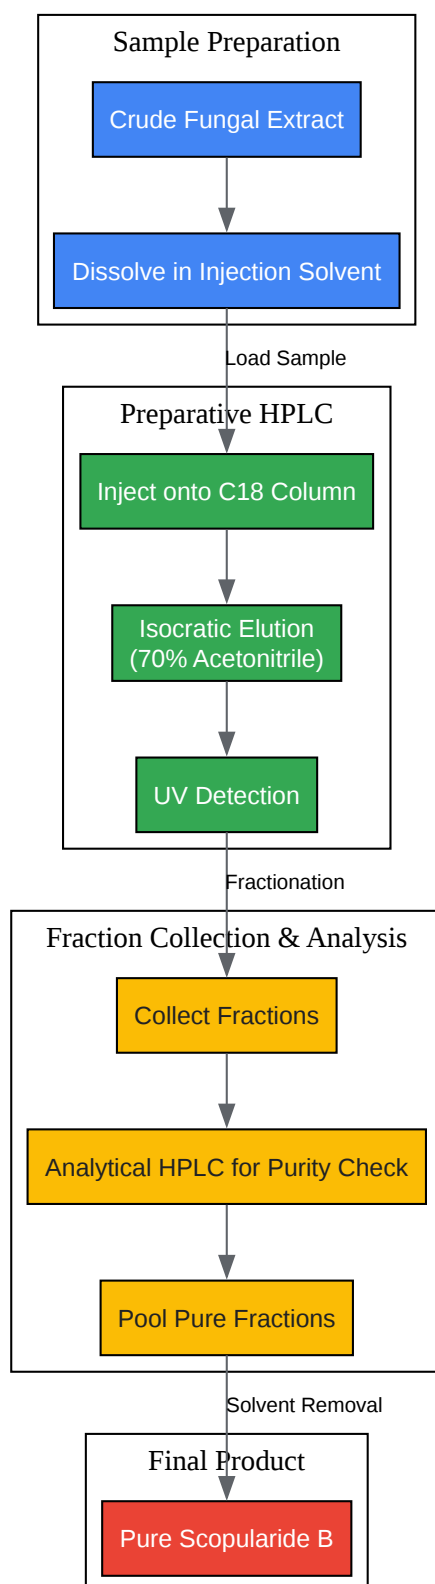 Sample Preparation
Crude Fungal Extract
Dissolve in Injection Solvent
Load Sample
Preparative HPLC
Inject onto C18 Column
Isocratic Elution
(70% Acetonitrile)
UV Detection
Fractionation
Fraction Collection & Analysis
Collect Fractions
Analytical HPLC for Purity Check
Pool Pure Fractions
Solvent Removal
Final Product
Pure Scopularide B